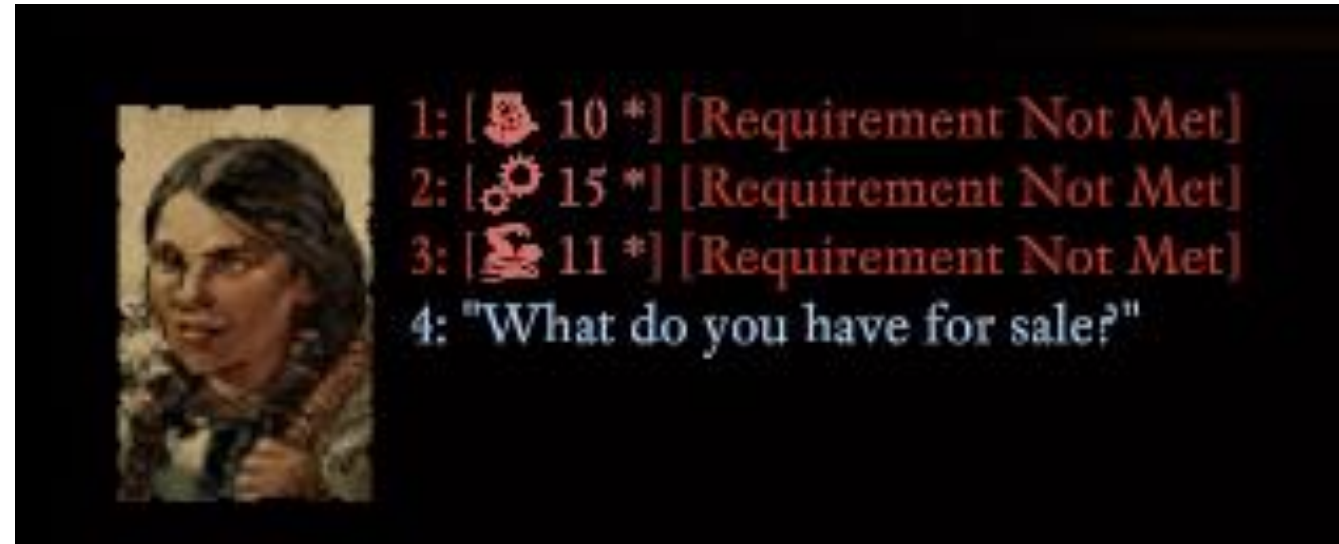 1: [10 *] [Requirement Not Met]
2: [15 *] [Requirement Not Met]
3: [11 *] [Requirement Not Met]
4: "What do you have for sale?"